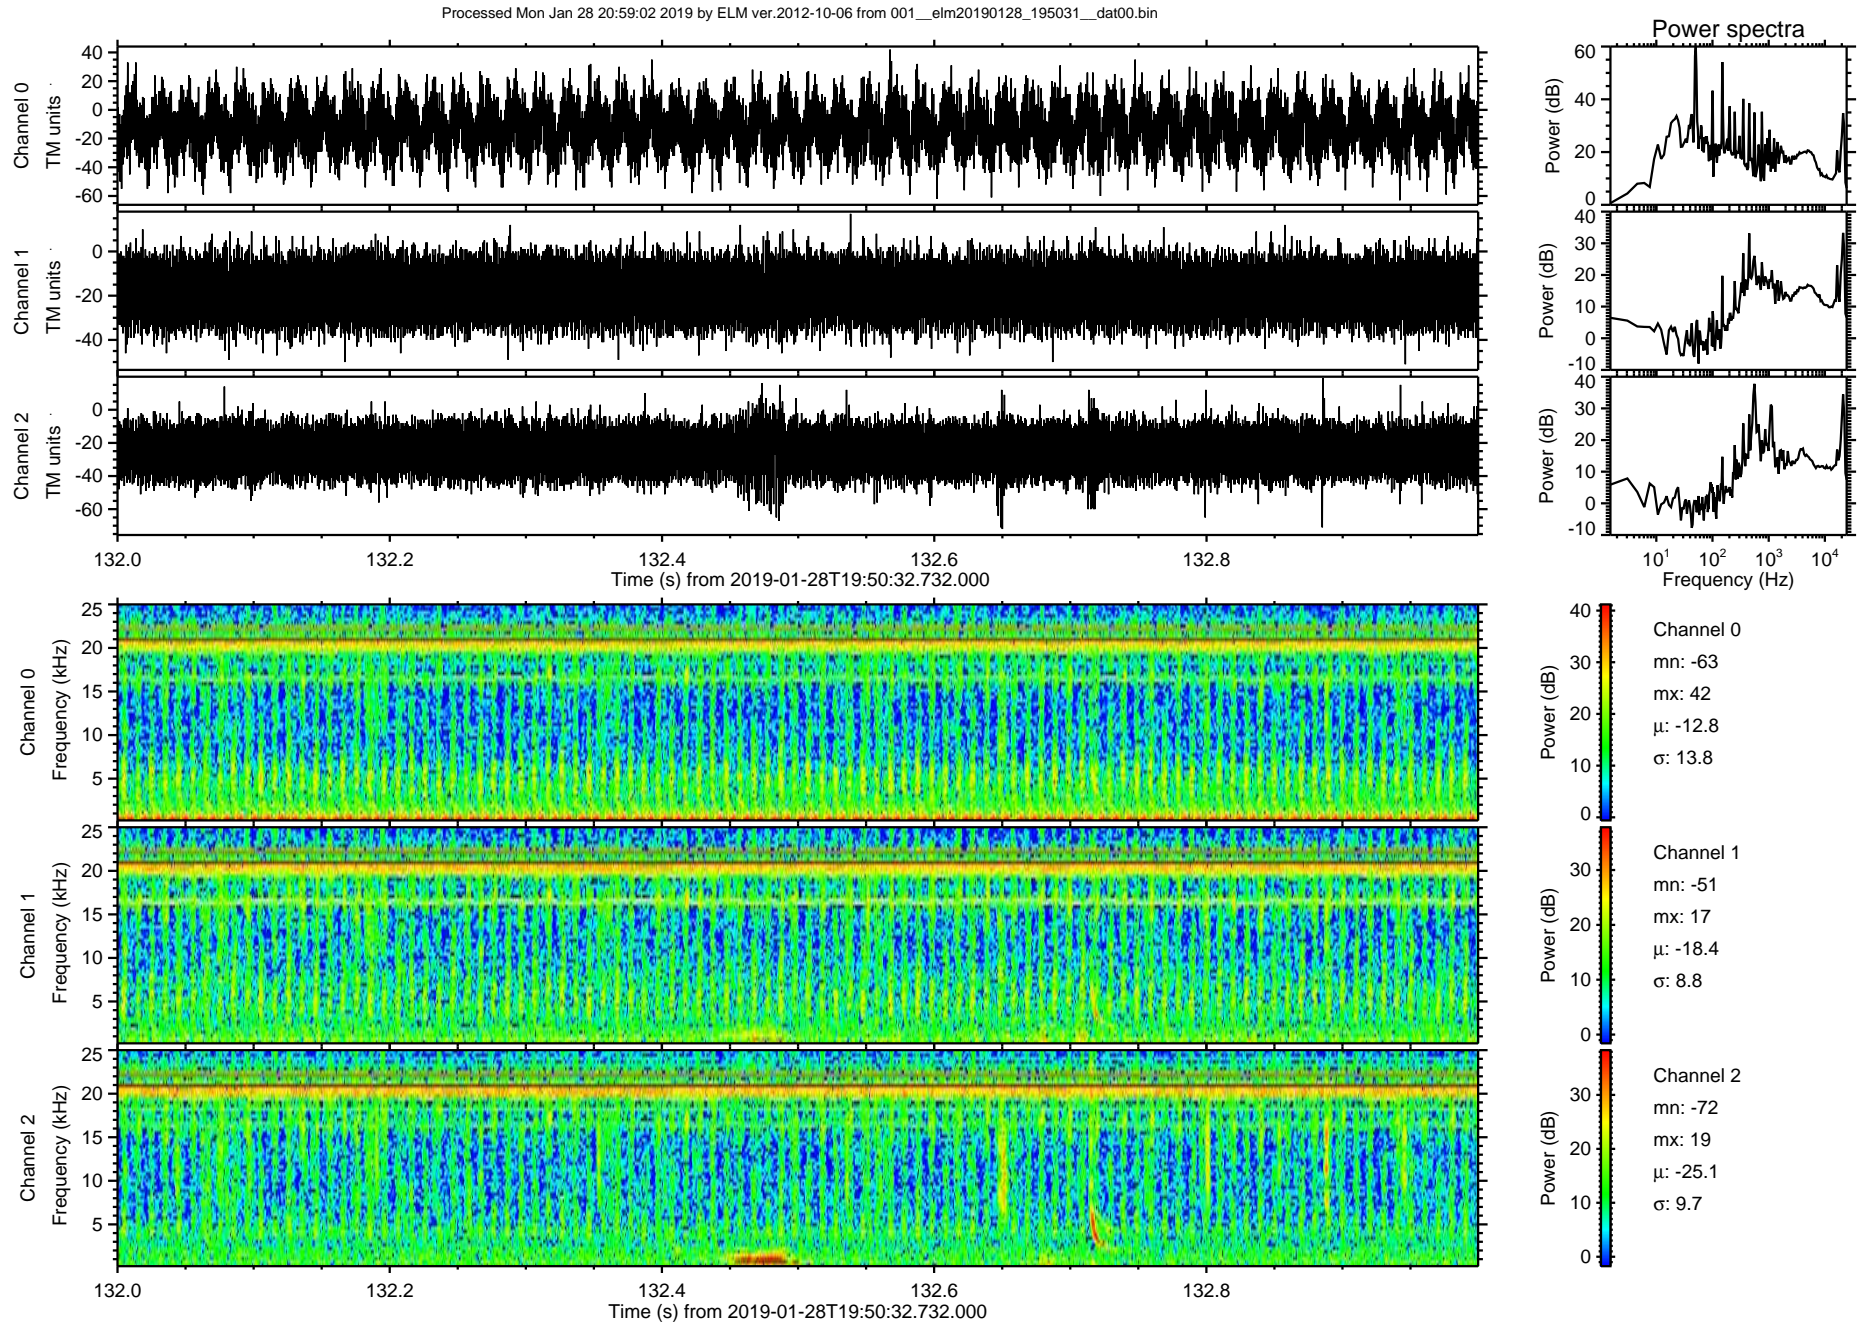 Processed Mon Jan 28 20:59:02 2019 by ELM ver.2012-10-06 from 001__elm20190128_195031__dat00.bin
Power spectra
Channel 0
TM units
40
20
0
-20
-40
-60
Power (dB)
60
40
20
0
Channel 1
TM units
0
-20
-40
Power (dB)
40
30
20
10
0
-10
Channel 2
TM units
0
-20
-40
-60
Power (dB)
40
30
20
10
0
-10
132.0 132.2 132.4 132.6 132.8
Time (s) from 2019-01-28T19:50:32.732.000
10¹ 10² 10³ 10⁴
Frequency (Hz)
Channel 0
Frequency (kHz)
25
20
15
10
5
Power (dB)
40
30
20
10
0
Channel 0
mn: -63
mx: 42
μ: -12.8
σ: 13.8
Channel 1
Frequency (kHz)
25
20
15
10
5
Power (dB)
30
20
10
0
Channel 1
mn: -51
mx: 17
μ: -18.4
σ: 8.8
Channel 2
Frequency (kHz)
25
20
15
10
5
Power (dB)
30
20
10
0
Channel 2
mn: -72
mx: 19
μ: -25.1
σ: 9.7
132.0 132.2 132.4 132.6 132.8
Time (s) from 2019-01-28T19:50:32.732.000